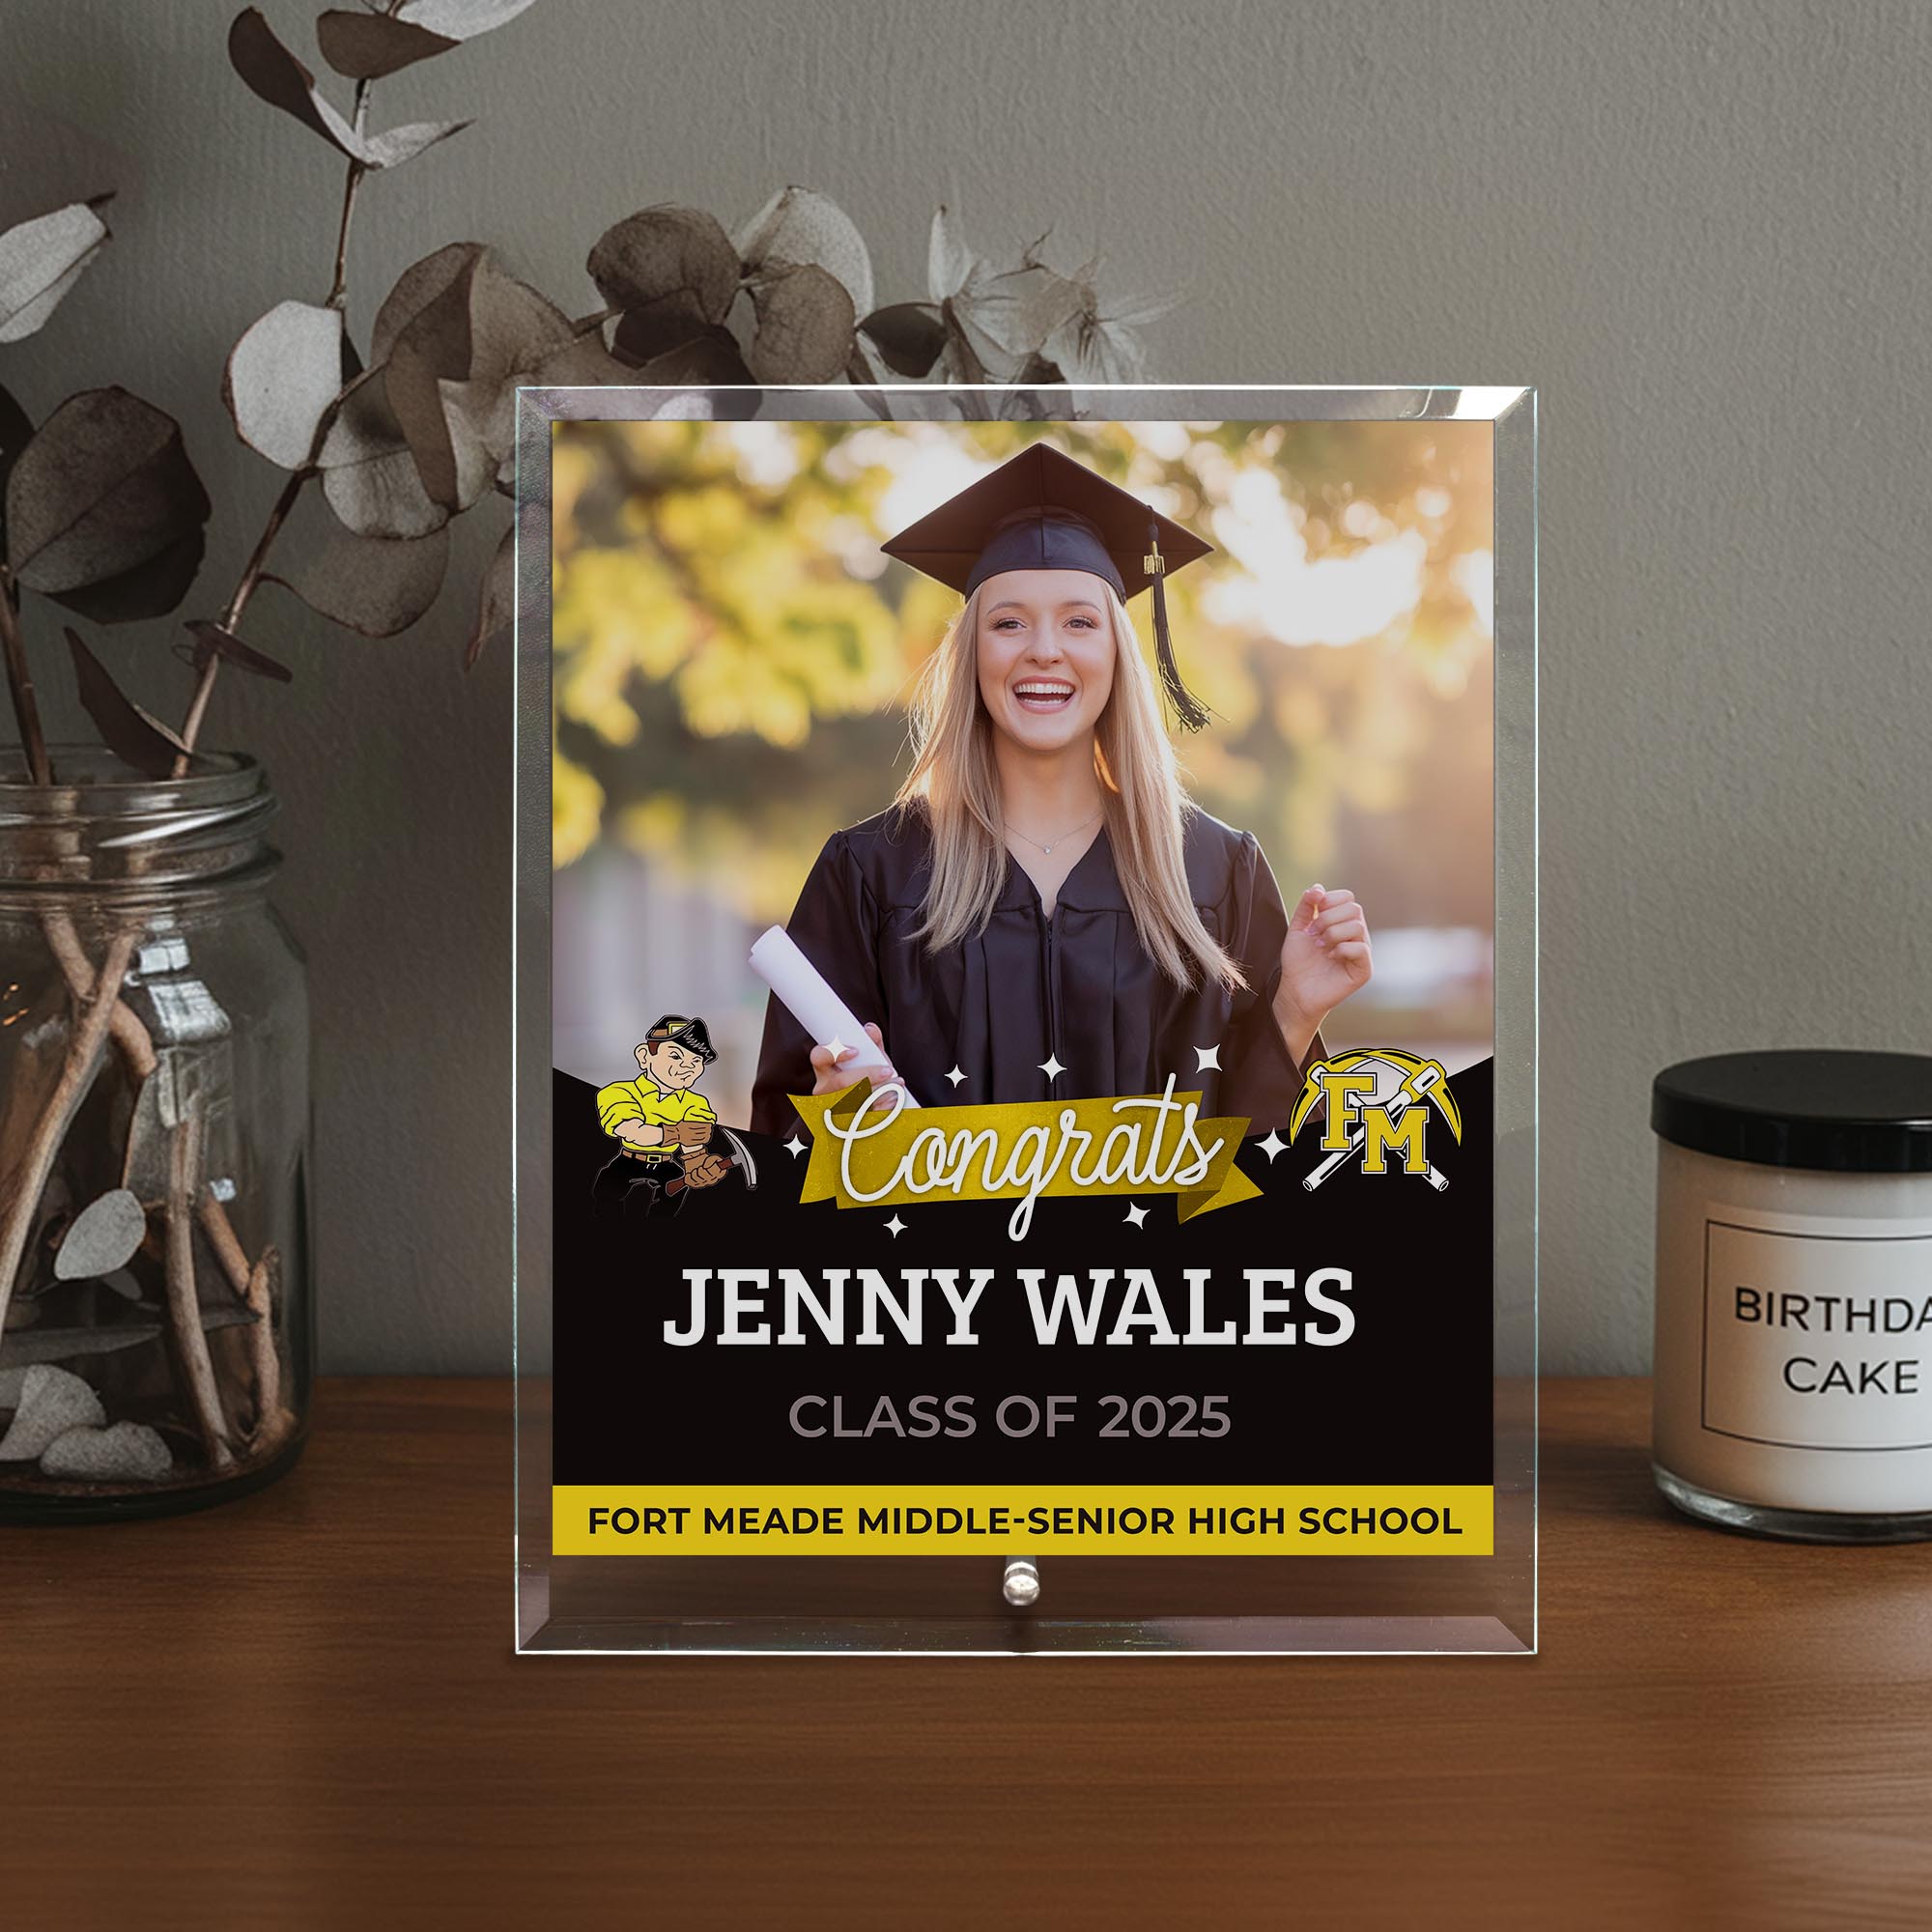 Congrats
FM
JENNY WALES
CLASS OF 2025
FORT MEADE MIDDLE-SENIOR HIGH SCHOOL
BIRTHDA
CAKE